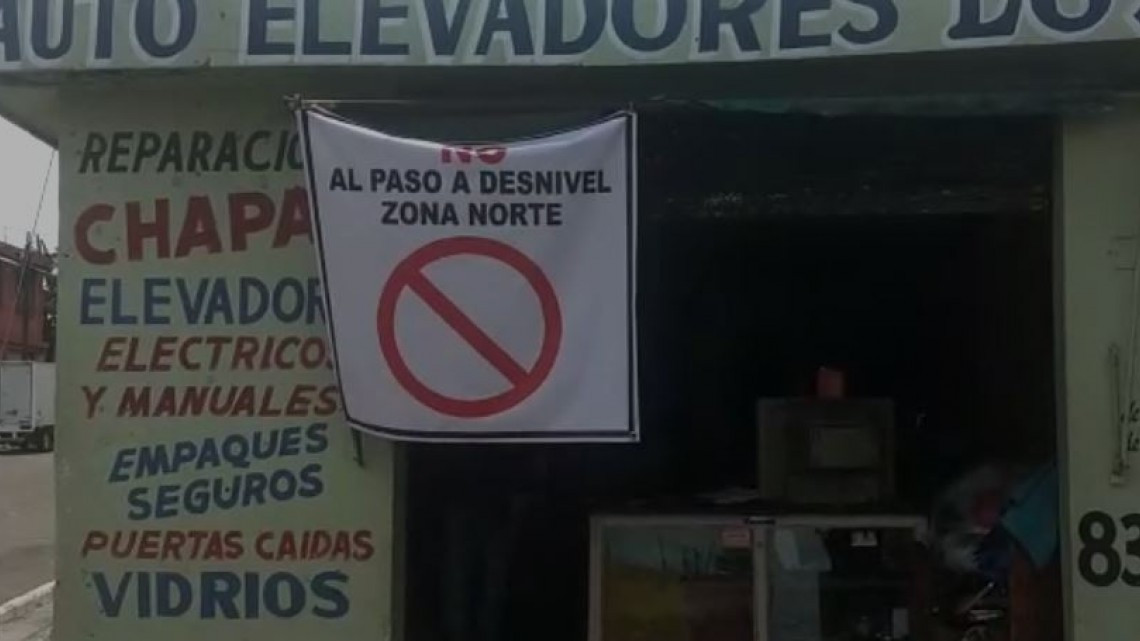 AUTO ELEVADORES LOS
REPARACIO
CHAPA
ELEVADOR
ELECTRICOS
Y MANUALES
EMPAQUES
SEGUROS
PUERTAS CAIDAS
VIDRIOS
NO
AL PASO A DESNIVEL
ZONA NORTE
83